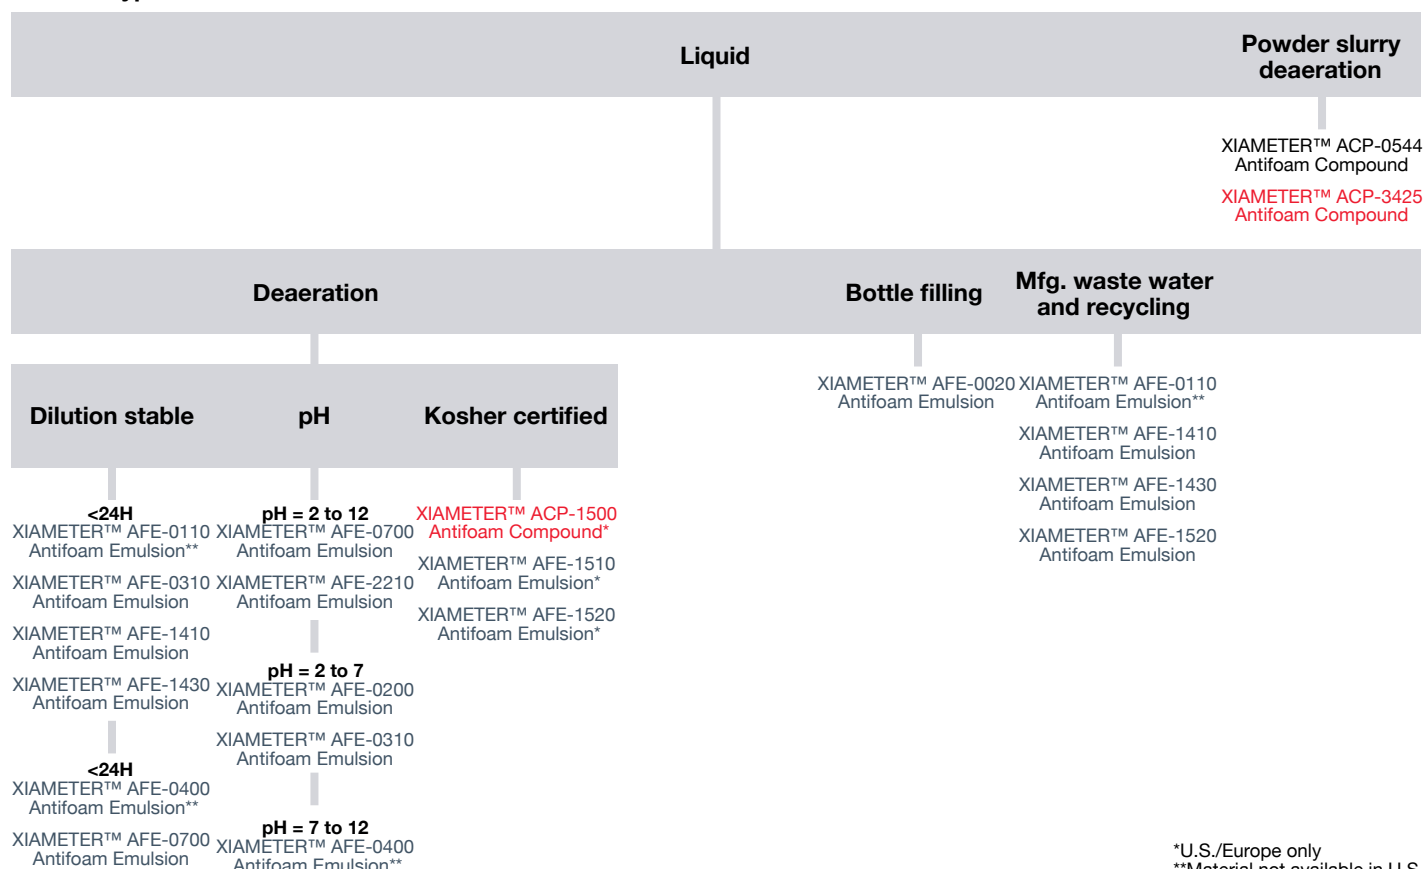 Liquid
Powder slurry
deaeration
XIAMETER™ ACP-0544
Antifoam Compound
XIAMETER™ ACP-3425
Antifoam Compound
Deaeration
Bottle filling
Mfg. waste water
and recycling
Dilution stable
pH
Kosher certified
<24H
XIAMETER™ AFE-0110
Antifoam Emulsion**
XIAMETER™ AFE-0310
Antifoam Emulsion
XIAMETER™ AFE-1410
Antifoam Emulsion
XIAMETER™ AFE-1430
Antifoam Emulsion
<24H
XIAMETER™ AFE-0400
Antifoam Emulsion**
XIAMETER™ AFE-0700
Antifoam Emulsion
pH = 2 to 12
XIAMETER™ AFE-0700
Antifoam Emulsion
XIAMETER™ AFE-2210
Antifoam Emulsion
pH = 2 to 7
XIAMETER™ AFE-0200
Antifoam Emulsion
XIAMETER™ AFE-0310
Antifoam Emulsion
pH = 7 to 12
XIAMETER™ AFE-0400
Antifoam Emulsion**
XIAMETER™ ACP-1500
Antifoam Compound*
XIAMETER™ AFE-1510
Antifoam Emulsion*
XIAMETER™ AFE-1520
Antifoam Emulsion*
XIAMETER™ AFE-0020
Antifoam Emulsion
XIAMETER™ AFE-0110
Antifoam Emulsion**
XIAMETER™ AFE-1410
Antifoam Emulsion
XIAMETER™ AFE-1430
Antifoam Emulsion
XIAMETER™ AFE-1520
Antifoam Emulsion
*U.S./Europe only
**Material not available in U.S.